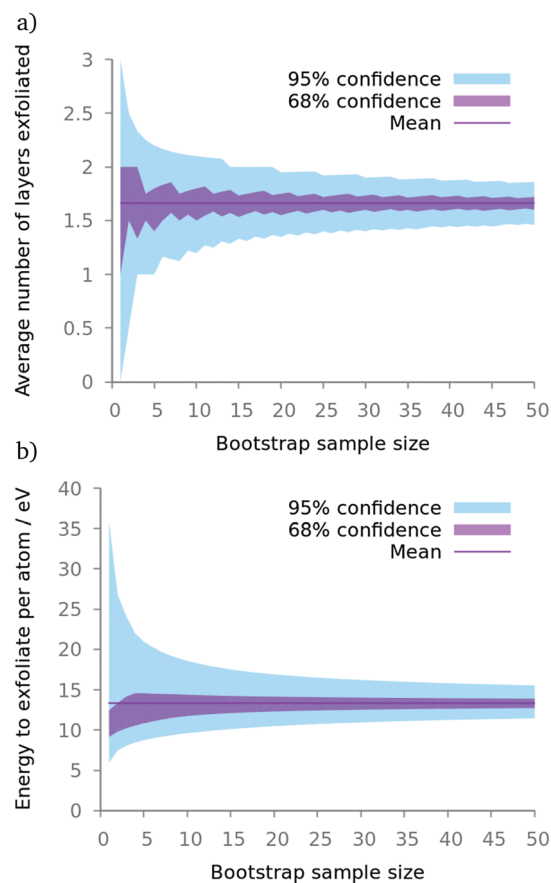 a)
Average number of layers exfoliated
3
2.5
2
1.5
1
0.5
0
95% confidence
68% confidence
Mean
0 5 10 15 20 25 30 35 40 45 50
Bootstrap sample size
b)
Energy to exfoliate per atom / eV
40
35
30
25
20
15
10
5
0
95% confidence
68% confidence
Mean
0 5 10 15 20 25 30 35 40 45 50
Bootstrap sample size